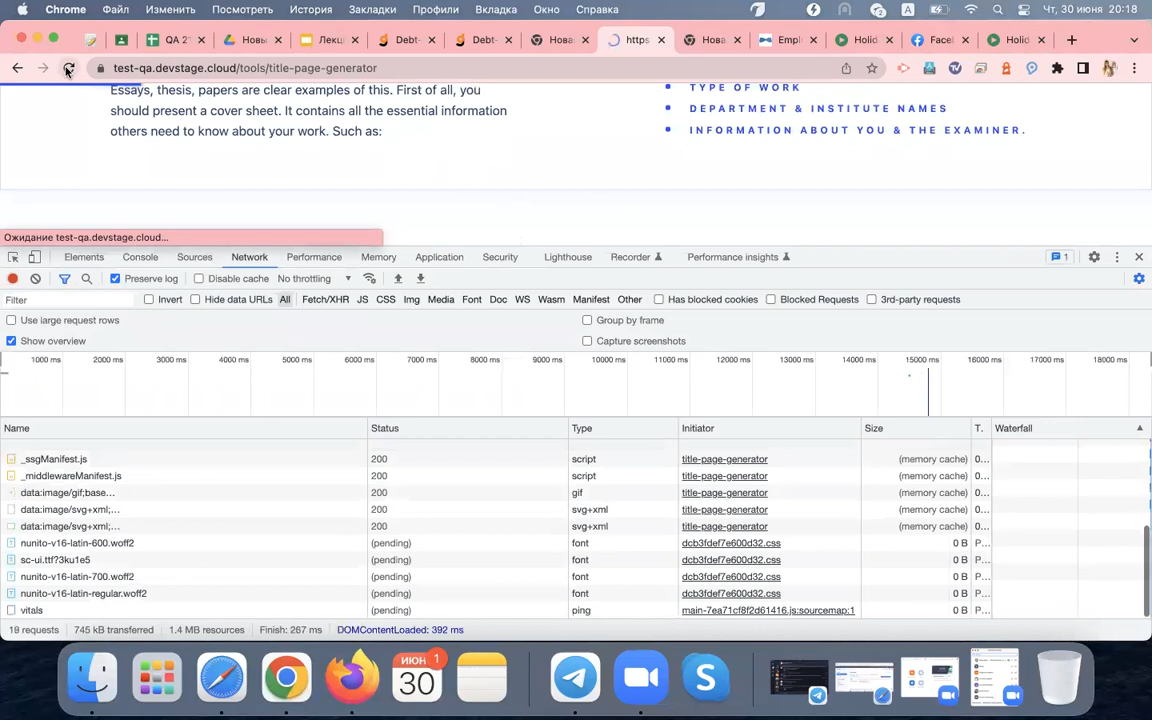 Chrome Файл Изменить Посмотреть История Закладки Профили Вкладка Окно Справка A Чт, 30 июня 20:18
QA 2 Новы Лекц Debt- Debt- Нова https Нова Empl Holid Facel Holid
test-qa.devstage.cloud/tools/title-page-generator
Essays, thesis, papers are clear examples of this. First of all, you
should present a cover sheet. It contains all the essential information
others need to know about your work. Such as:
TYPE OF WORK
DEPARTMENT & INSTITUTE NAMES
INFORMATION ABOUT YOU & THE EXAMINER.
Ожидание test-qa.devstage.cloud...
Elements Console Sources Network Performance Memory Application Security Lighthouse Recorder Performance insights 1
Preserve log Disable cache No throttling
Filter Invert Hide data URLs All Fetch/XHR JS CSS Img Media Font Doc WS Wasm Manifest Other Has blocked cookies Blocked Requests 3rd-party requests
Use large request rows Group by frame
Show overview Capture screenshots
1000 ms 2000 ms 3000 ms 4000 ms 5000 ms 6000 ms 7000 ms 8000 ms 9000 ms 10000 ms 11000 ms 12000 ms 13000 ms 14000 ms 15000 ms 16000 ms 17000 ms 18000 ms
Name Status Type Initiator Size T. Waterfall
_ssgManifest.js 200 script title-page-generator (memory cache) 0...
_middlewareManifest.js 200 script title-page-generator (memory cache) 0...
data:image/gif;base... 200 gif title-page-generator (memory cache) 0...
data:image/svg+xml;... 200 svg+xml title-page-generator (memory cache) 0...
data:image/svg+xml;... 200 svg+xml title-page-generator (memory cache) 0...
nunito-v16-latin-600.woff2 (pending) font dcb3fdef7e600d32.css 0 B P...
sc-ui.ttf?3ku1e5 (pending) font dcb3fdef7e600d32.css 0 B P...
nunito-v16-latin-700.woff2 (pending) font dcb3fdef7e600d32.css 0 B P...
nunito-v16-latin-regular.woff2 (pending) font dcb3fdef7e600d32.css 0 B P...
vitals (pending) ping main-7ea71cf8f2d61416.js:sourcemap:1 0 B P...
19 requests 745 kB transferred 1.4 MB resources Finish: 267 ms DOMContentLoaded: 392 ms
ИЮН 1
30